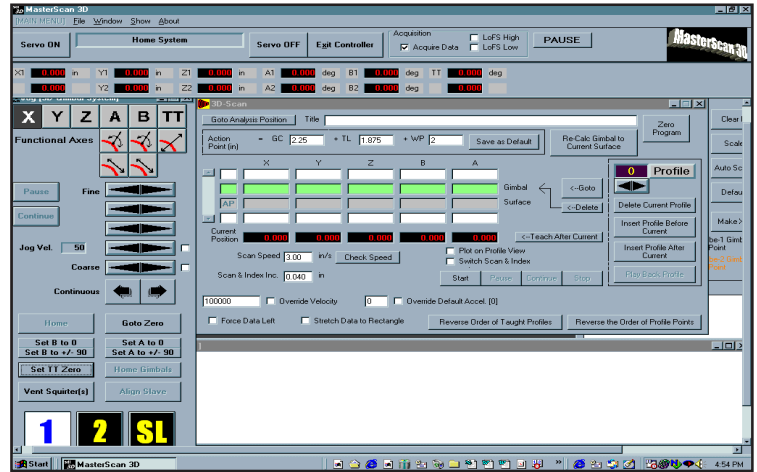 MasterScan 3D
[MAIN MENU] File Window Show About
Servo ON
Home System
Servo OFF
Exit Controller
Acquisition
Acquire Data
LoFS High
LoFS Low
PAUSE
MasterScan 3D
X1 0.000 in Y1 0.000 in Z1 0.000 in A1 0.000 deg B1 0.000 deg TT 0.000 deg
0.000 in Y2 0.000 in Z2 0.000 in A2 0.000 deg B2 0.000 deg
X Y Z A B TT
Functional Axes
Pause
Fine
Continue
Jog Vel. 50
Coarse
Continuous
Home
Goto Zero
Set B to 0
Set B to +/- 90
Set A to 0
Set A to +/- 90
Set TT Zero
Home Gimbals
Vent Squirter(s)
Align Slave
1 2 SL
3D-Scan
Goto Analysis Position
Title
Zero Program
Action Point (in)
= GC 2.25 + TL 1.875 + WP 2
Save as Default
Re-Calc Gimbal to Current Surface
X Y Z B A
Gimbal
Surface
AP
<--Goto
<--Delete
0 Profile
Delete Current Profile
Insert Profile Before Current
Insert Profile After Current
Play Back Profile
Current Position
0.000 0.000 0.000 0.000 0.000
<--Teach After Current
Scan Speed 3.00 in/s
Check Speed
Plot on Profile View
Switch Scan & Index
Scan & Index Inc. 0.040 in
Start Pause Continue Stop
100000
Override Velocity
0
Override Default Accel. [0]
Force Data Left
Stretch Data to Rectangle
Reverse Order of Taught Profiles
Reverse the Order of Profile Points
Clear
Scale
Auto Sc
Defau
Make
be-1 Gimb
Point
be-2 Gimb
Point
Start
MasterScan 3D
4:54 PM